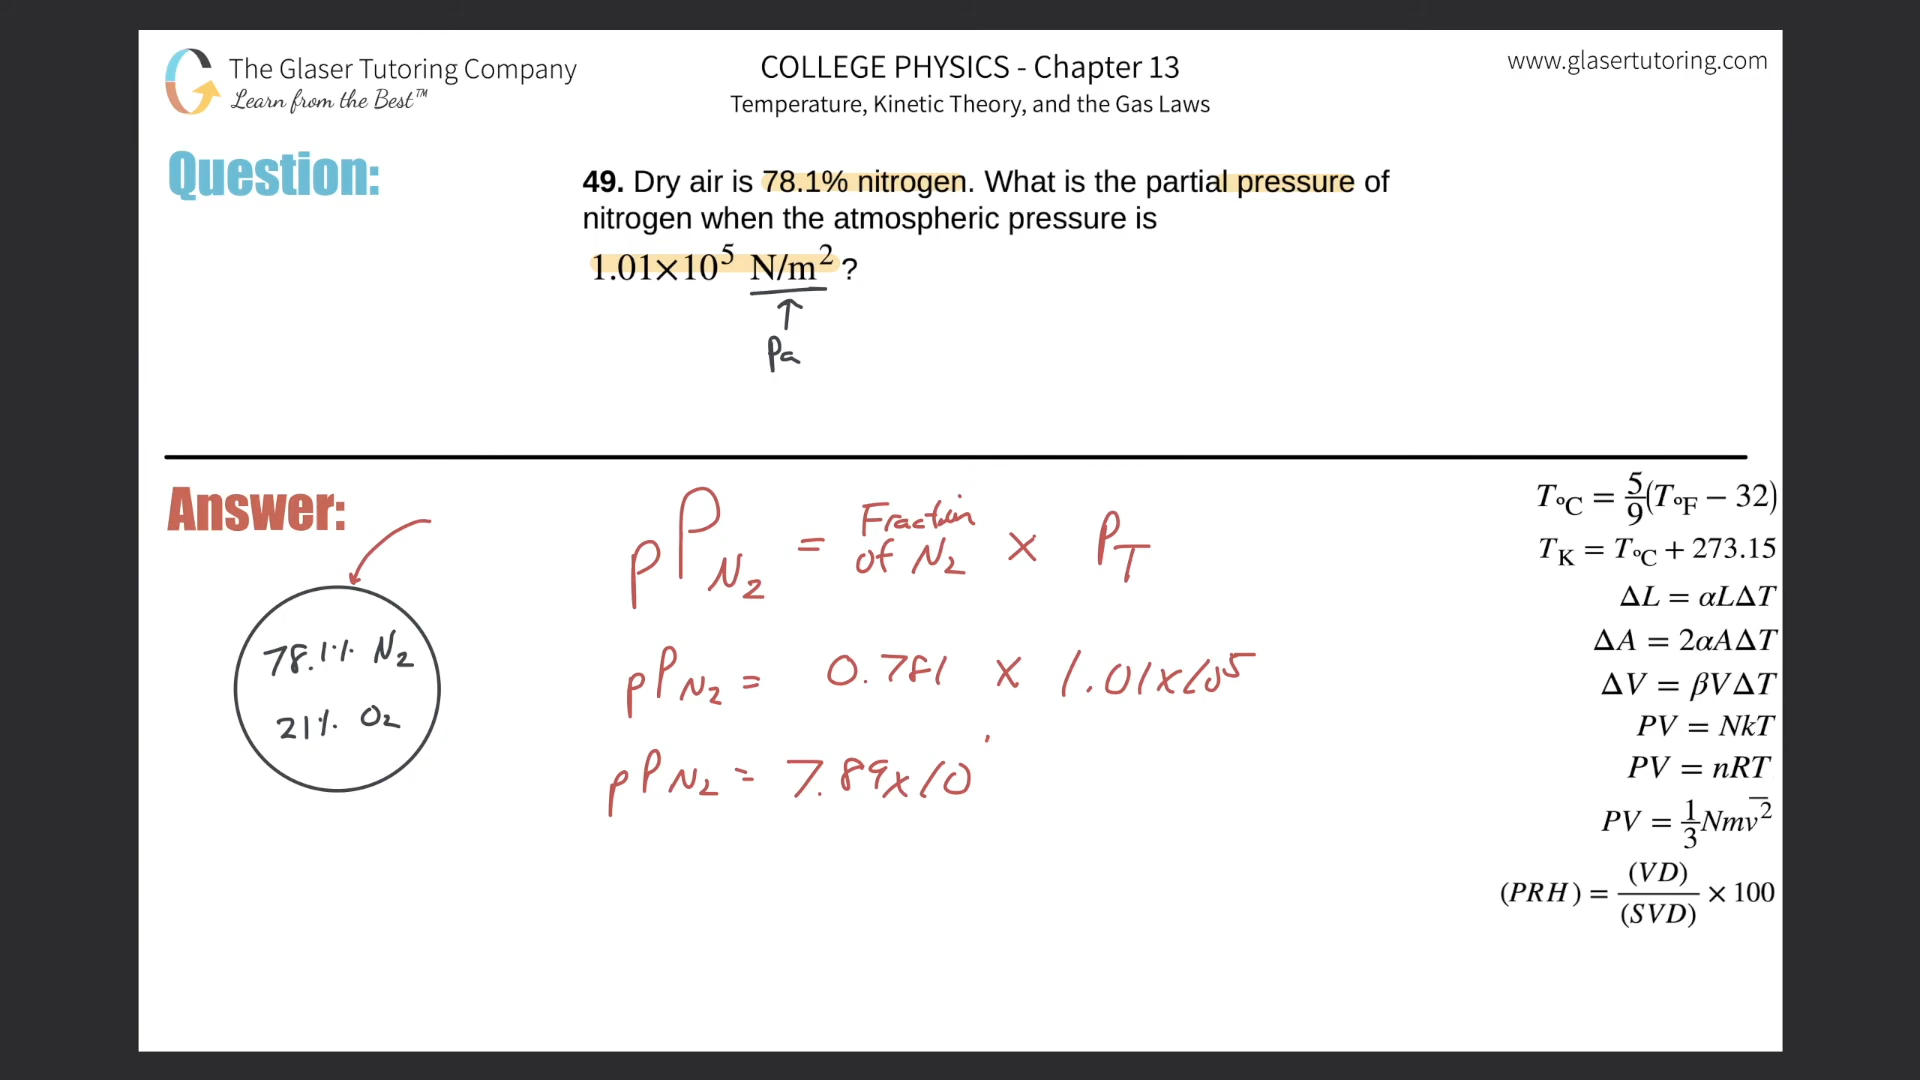 The Glaser Tutoring Company
Learn from the Best™
COLLEGE PHYSICS - Chapter 13
Temperature, Kinetic Theory, and the Gas Laws
www.glasertutoring.com
Question:
49. Dry air is 78.1% nitrogen. What is the partial pressure of
nitrogen when the atmospheric pressure is
1.01×10⁵ N/m² ?
Pa
Answer:
78.1% N₂
21% O₂
pP_N₂ = Fraction of N₂ × P_T
pP_N₂ = 0.781 × 1.01×10⁵
pP_N₂ = 7.89×10
T_°C = 5/9(T_°F − 32)
T_K = T_°C + 273.15
ΔL = αLΔT
ΔA = 2αAΔT
ΔV = βVΔT
PV = NkT
PV = nRT
PV = 1/3 Nmv̅²
(PRH) = (VD)/(SVD) × 100